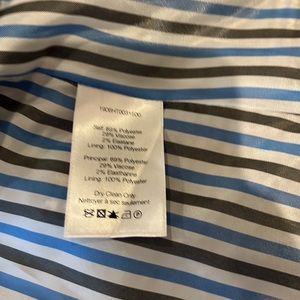 Self: 69% Polyester
29% Viscose
2% Elastane
Lining: 100% Polyester
Principal: 69% Polyester
29% Viscose
2% Elasthanne
Lining: 100% Polyester
Dry Clean Only
Nettoyer à sec seulement